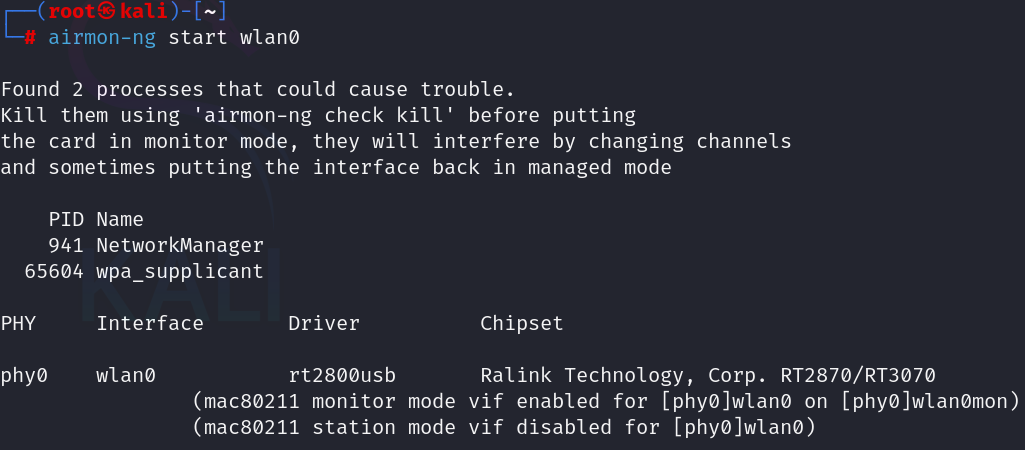 ┌──(root㉿kali)-[~]
└─# airmon-ng start wlan0
Found 2 processes that could cause trouble.
Kill them using 'airmon-ng check kill' before putting
the card in monitor mode, they will interfere by changing channels
and sometimes putting the interface back in managed mode
PID Name
941 NetworkManager
65604 wpa_supplicant
PHY Interface Driver Chipset
phy0 wlan0 rt2800usb Ralink Technology, Corp. RT2870/RT3070
(mac80211 monitor mode vif enabled for [phy0]wlan0 on [phy0]wlan0mon)
(mac80211 station mode vif disabled for [phy0]wlan0)
KALI